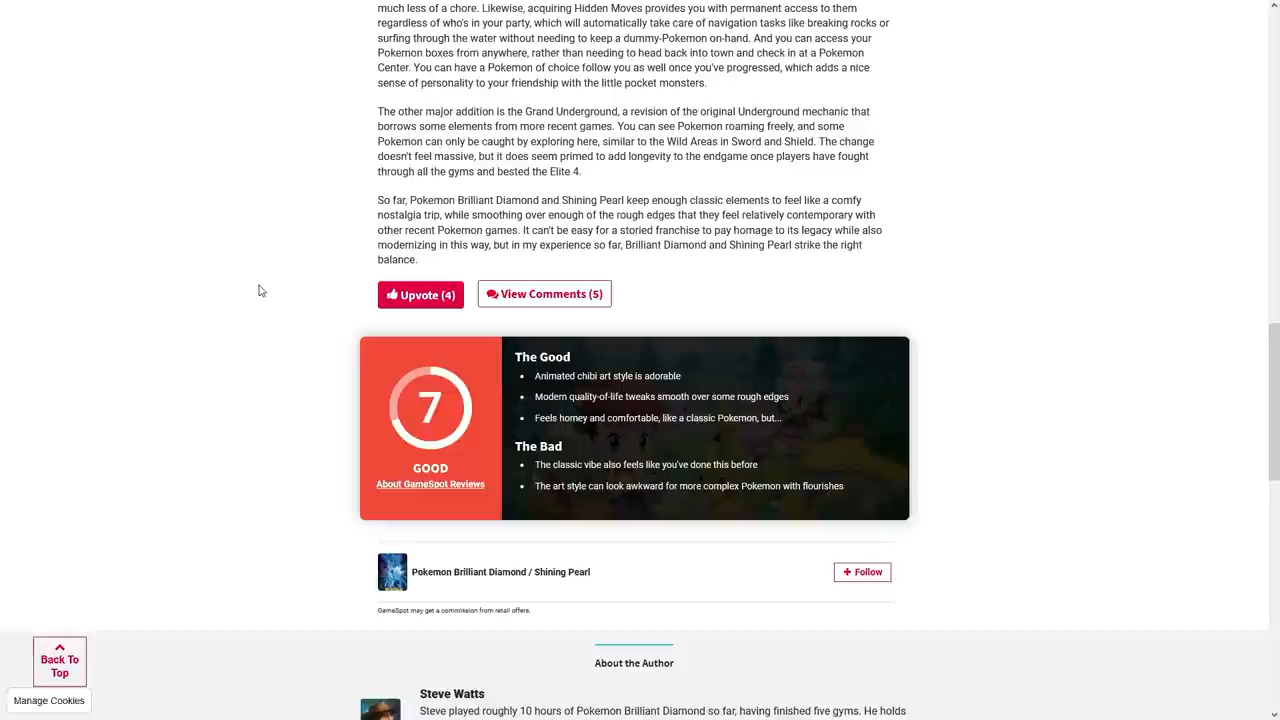 much less of a chore. Likewise, acquiring Hidden Moves provides you with permanent access to them
regardless of who's in your party, which will automatically take care of navigation tasks like breaking rocks or
surfing through the water without needing to keep a dummy-Pokemon on-hand. And you can access your
Pokemon boxes from anywhere, rather than needing to head back into town and check in at a Pokemon
Center. You can have a Pokemon of choice follow you as well once you've progressed, which adds a nice
sense of personality to your friendship with the little pocket monsters.
The other major addition is the Grand Underground, a revision of the original Underground mechanic that
borrows some elements from more recent games. You can see Pokemon roaming freely, and some
Pokemon can only be caught by exploring here, similar to the Wild Areas in Sword and Shield. The change
doesn't feel massive, but it does seem primed to add longevity to the endgame once players have fought
through all the gyms and bested the Elite 4.
So far, Pokemon Brilliant Diamond and Shining Pearl keep enough classic elements to feel like a comfy
nostalgia trip, while smoothing over enough of the rough edges that they feel relatively contemporary with
other recent Pokemon games. It can't be easy for a storied franchise to pay homage to its legacy while also
modernizing in this way, but in my experience so far, Brilliant Diamond and Shining Pearl strike the right
balance.
Upvote (4)
View Comments (5)
7
GOOD
About GameSpot Reviews
The Good
• Animated chibi art style is adorable
• Modern quality-of-life tweaks smooth over some rough edges
• Feels homey and comfortable, like a classic Pokemon, but...
The Bad
• The classic vibe also feels like you've done this before
• The art style can look awkward for more complex Pokemon with flourishes
Pokemon Brilliant Diamond / Shining Pearl
+ Follow
GameSpot may get a commission from retail offers.
Back To
Top
Manage Cookies
About the Author
Steve Watts
Steve played roughly 10 hours of Pokemon Brilliant Diamond so far, having finished five gyms. He holds